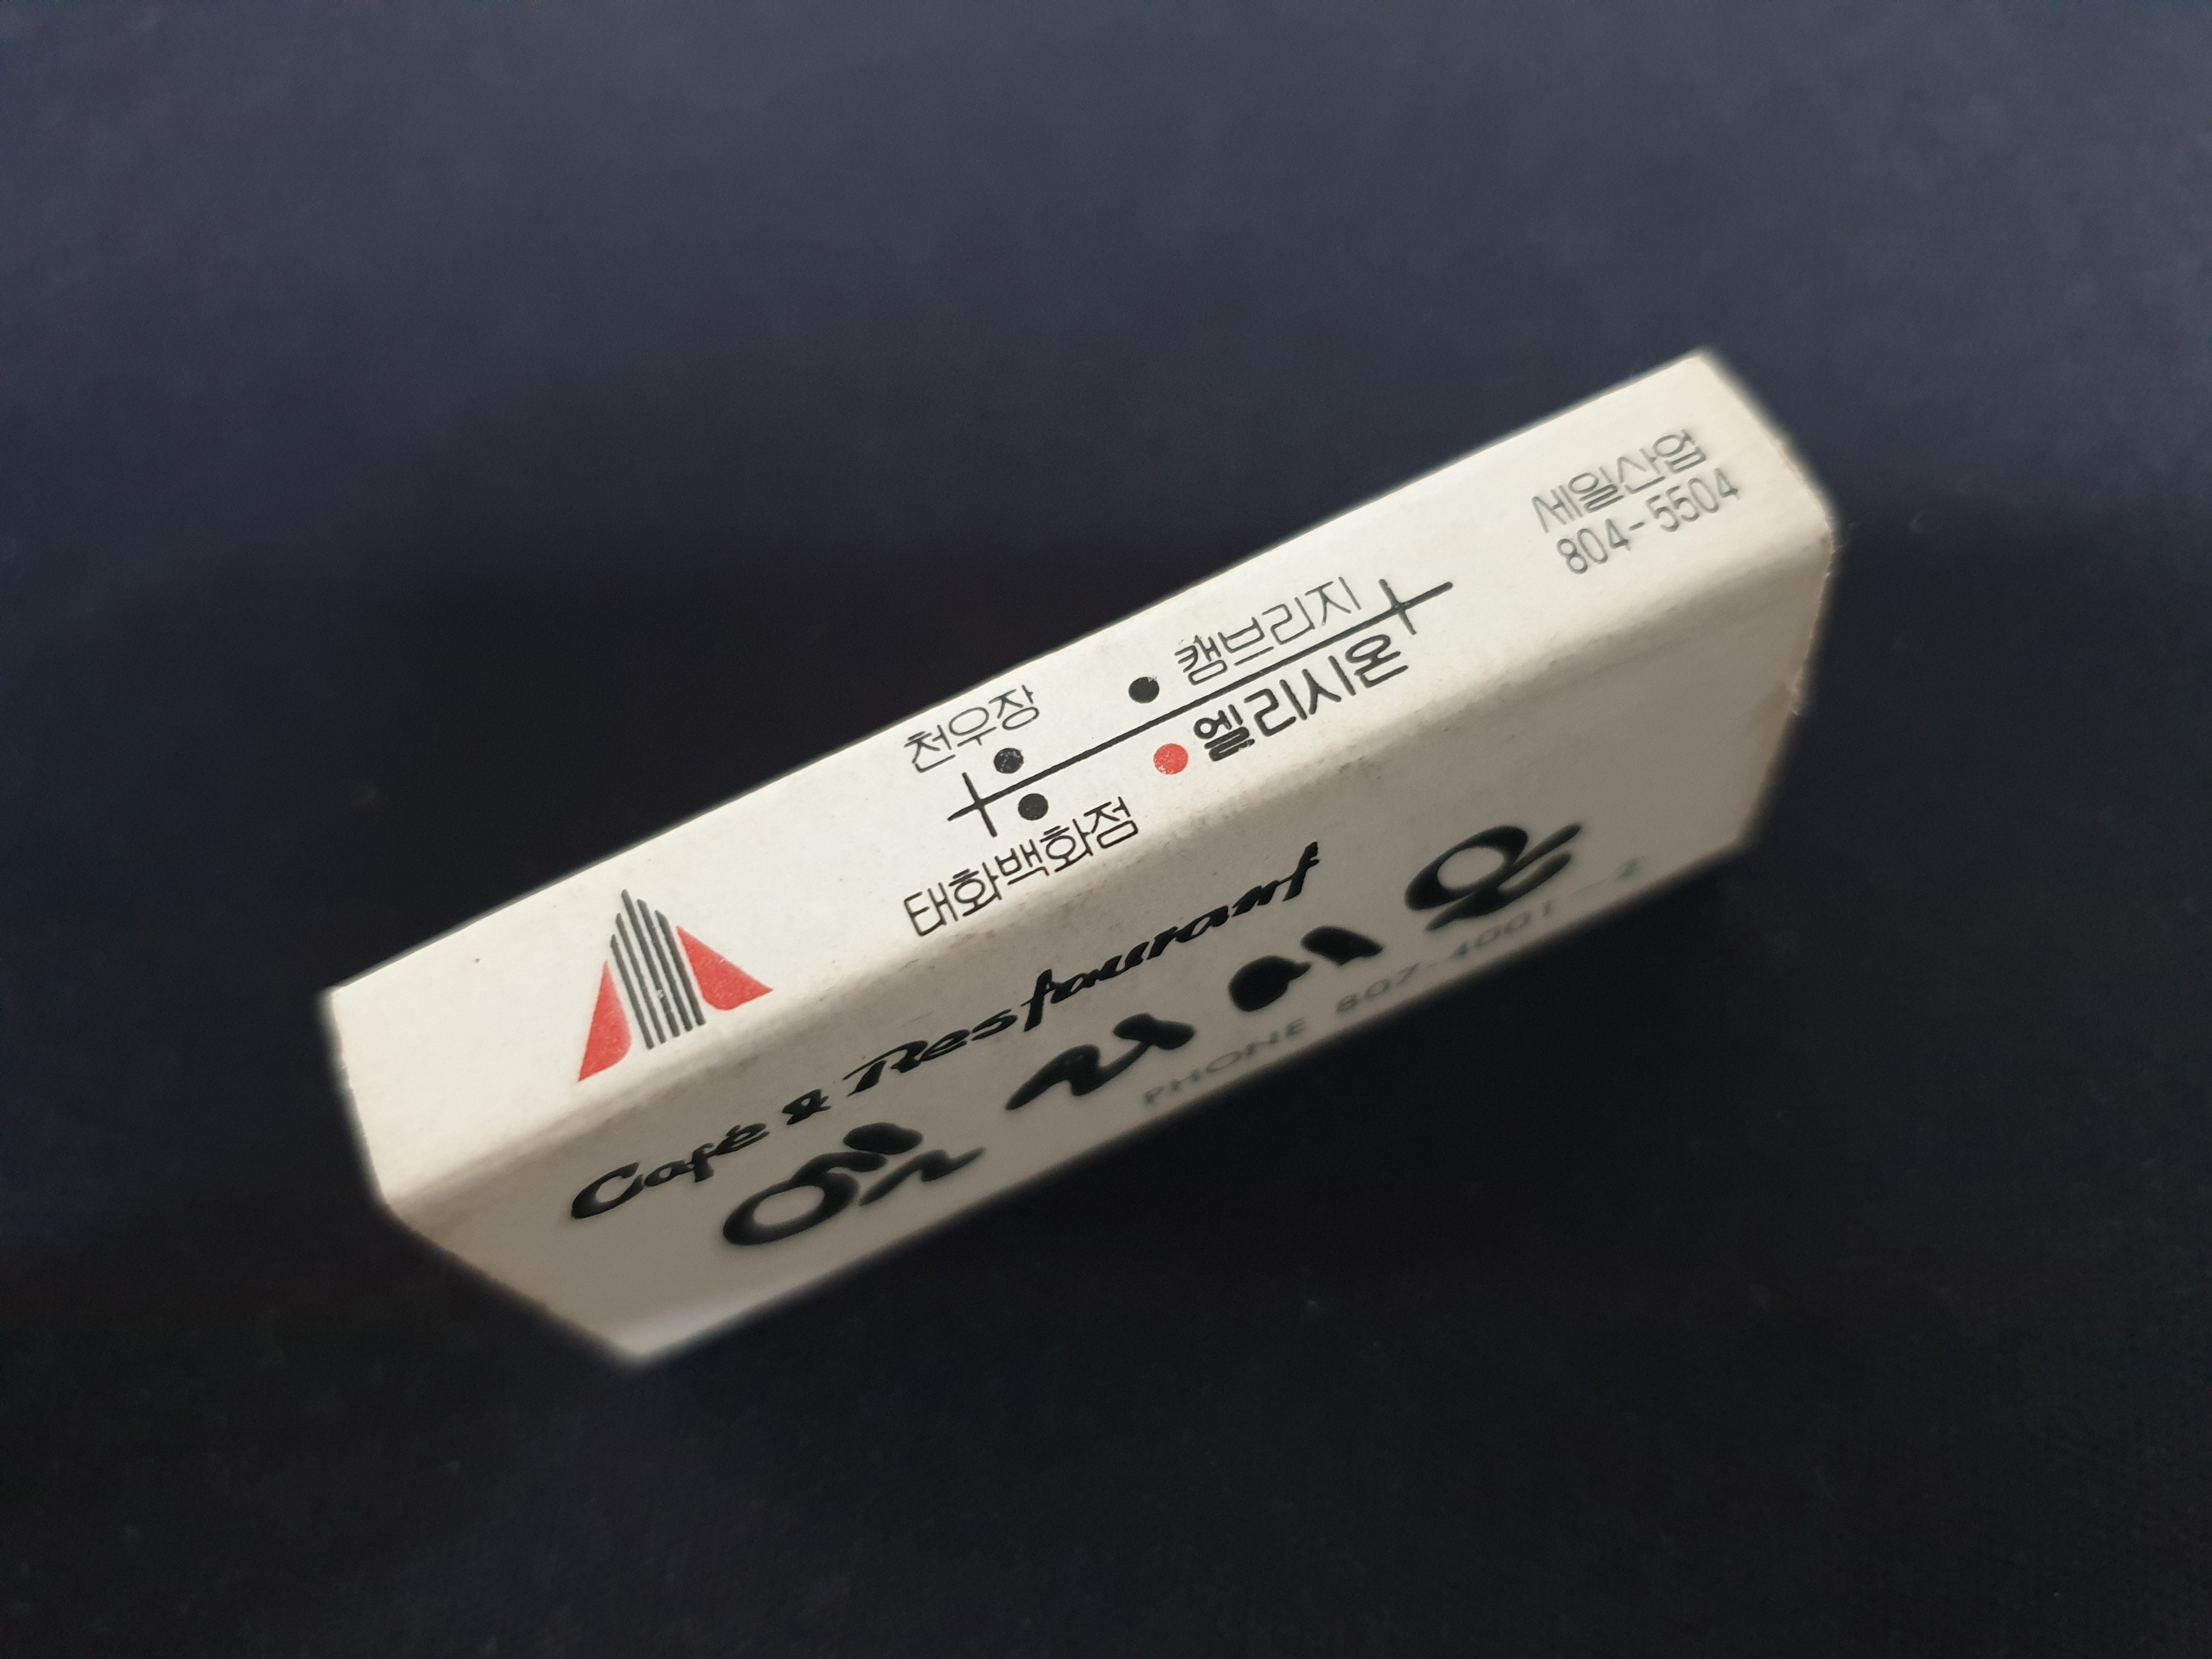 세일산업
804-5504
천우장
캠브리지
엘리시온
태화백화점
Café & Restaurant
엘리시온
PHONE 807-4001-2